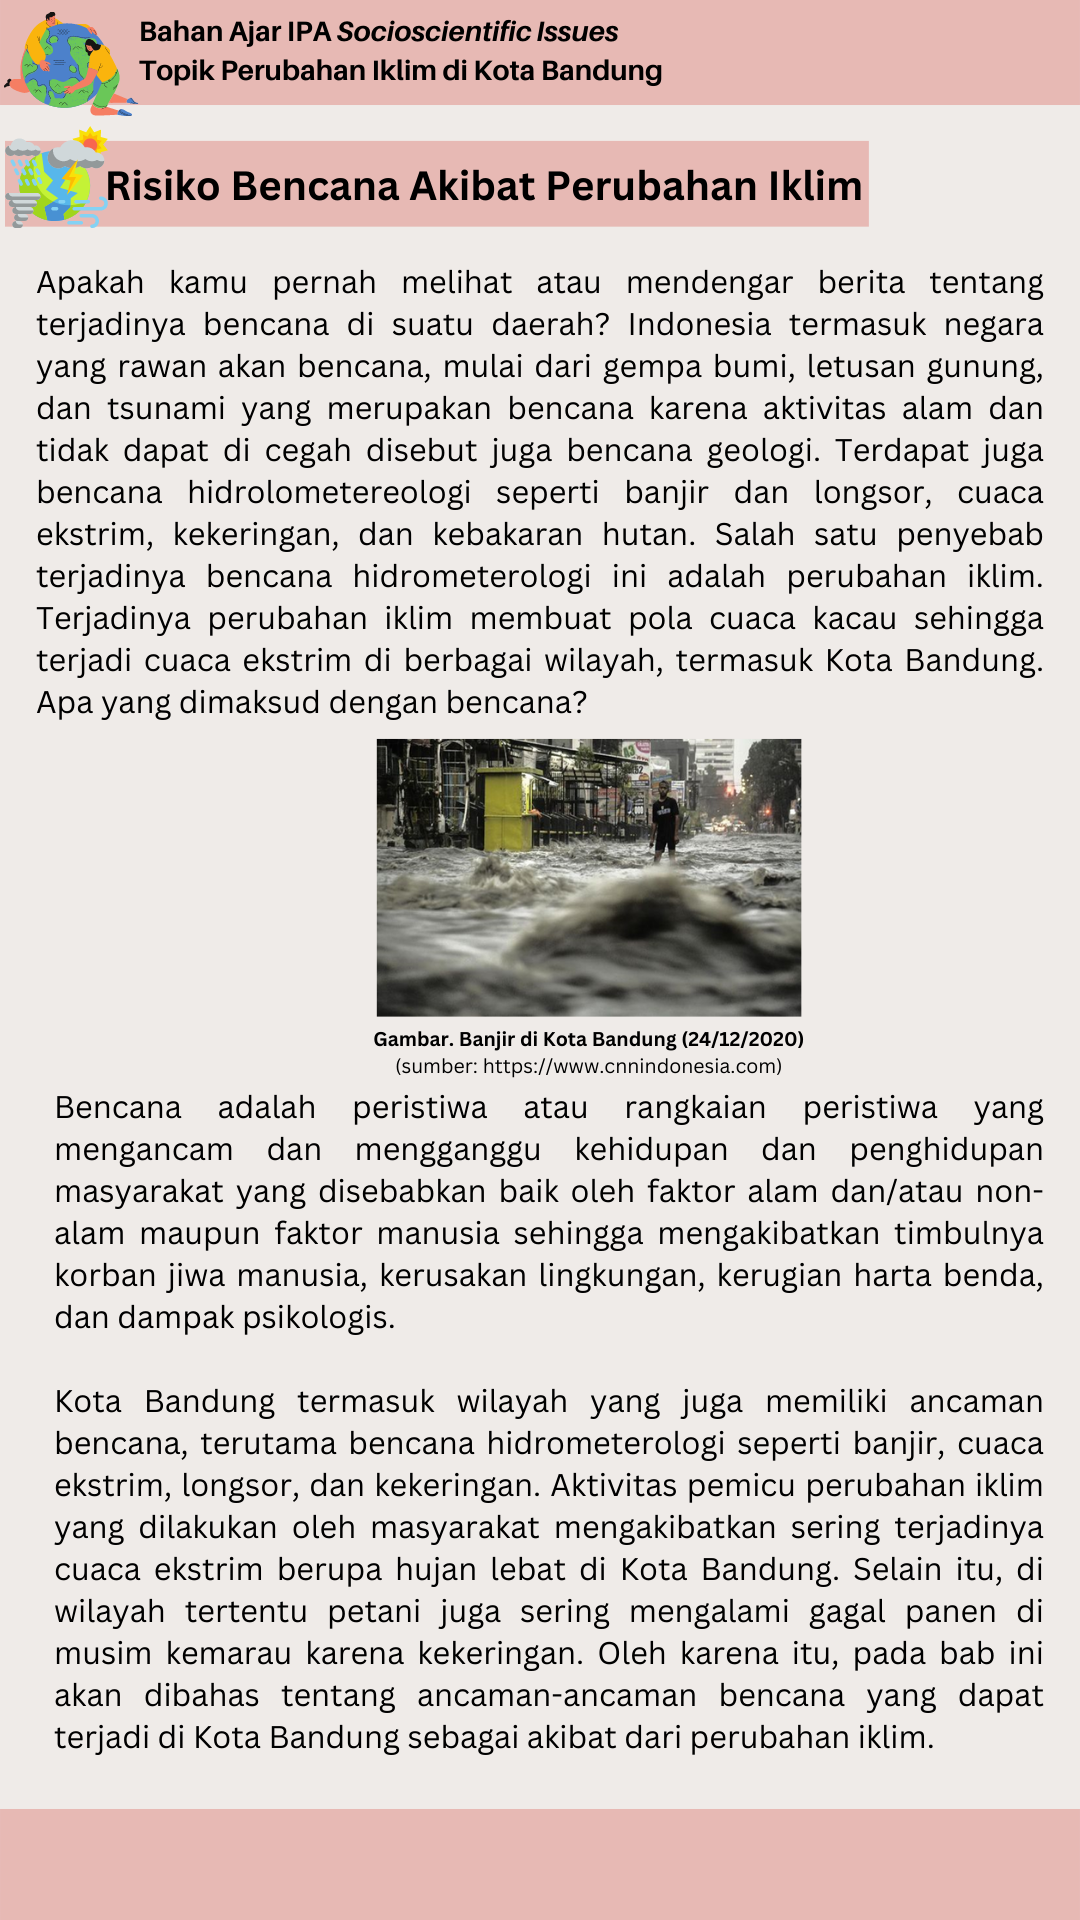 Bahan Ajar IPA Socioscientific Issues
Topik Perubahan Iklim di Kota Bandung
Risiko Bencana Akibat Perubahan Iklim
Apakah kamu pernah melihat atau mendengar berita tentang
terjadinya bencana di suatu daerah? Indonesia termasuk negara
yang rawan akan bencana, mulai dari gempa bumi, letusan gunung,
dan tsunami yang merupakan bencana karena aktivitas alam dan
tidak dapat di cegah disebut juga bencana geologi. Terdapat juga
bencana hidrolometereologi seperti banjir dan longsor, cuaca
ekstrim, kekeringan, dan kebakaran hutan. Salah satu penyebab
terjadinya bencana hidrometerologi ini adalah perubahan iklim.
Terjadinya perubahan iklim membuat pola cuaca kacau sehingga
terjadi cuaca ekstrim di berbagai wilayah, termasuk Kota Bandung.
Apa yang dimaksud dengan bencana?
Gambar. Banjir di Kota Bandung (24/12/2020)
(sumber: https://www.cnnindonesia.com)
Bencana adalah peristiwa atau rangkaian peristiwa yang
mengancam dan mengganggu kehidupan dan penghidupan
masyarakat yang disebabkan baik oleh faktor alam dan/atau non-
alam maupun faktor manusia sehingga mengakibatkan timbulnya
korban jiwa manusia, kerusakan lingkungan, kerugian harta benda,
dan dampak psikologis.
Kota Bandung termasuk wilayah yang juga memiliki ancaman
bencana, terutama bencana hidrometerologi seperti banjir, cuaca
ekstrim, longsor, dan kekeringan. Aktivitas pemicu perubahan iklim
yang dilakukan oleh masyarakat mengakibatkan sering terjadinya
cuaca ekstrim berupa hujan lebat di Kota Bandung. Selain itu, di
wilayah tertentu petani juga sering mengalami gagal panen di
musim kemarau karena kekeringan. Oleh karena itu, pada bab ini
akan dibahas tentang ancaman-ancaman bencana yang dapat
terjadi di Kota Bandung sebagai akibat dari perubahan iklim.